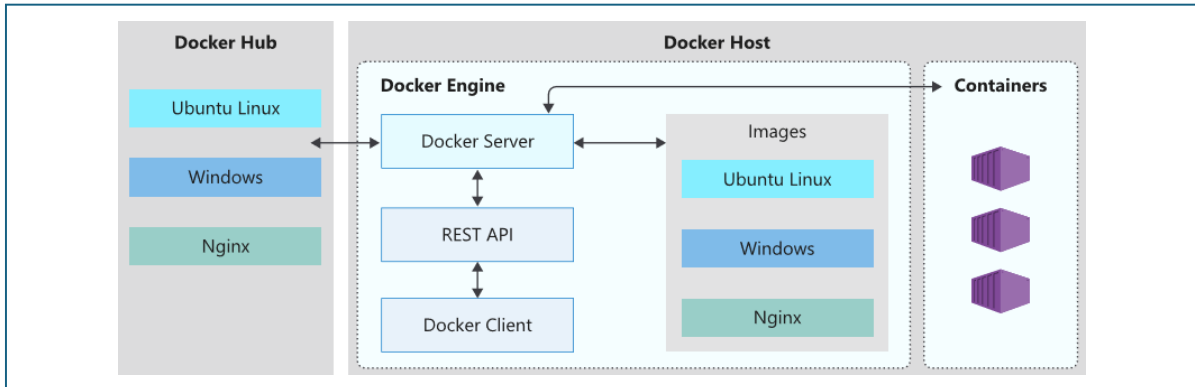 Docker Hub
Ubuntu Linux
Windows
Nginx
Docker Host
Docker Engine
Docker Server
REST API
Docker Client
Images
Ubuntu Linux
Windows
Nginx
Containers